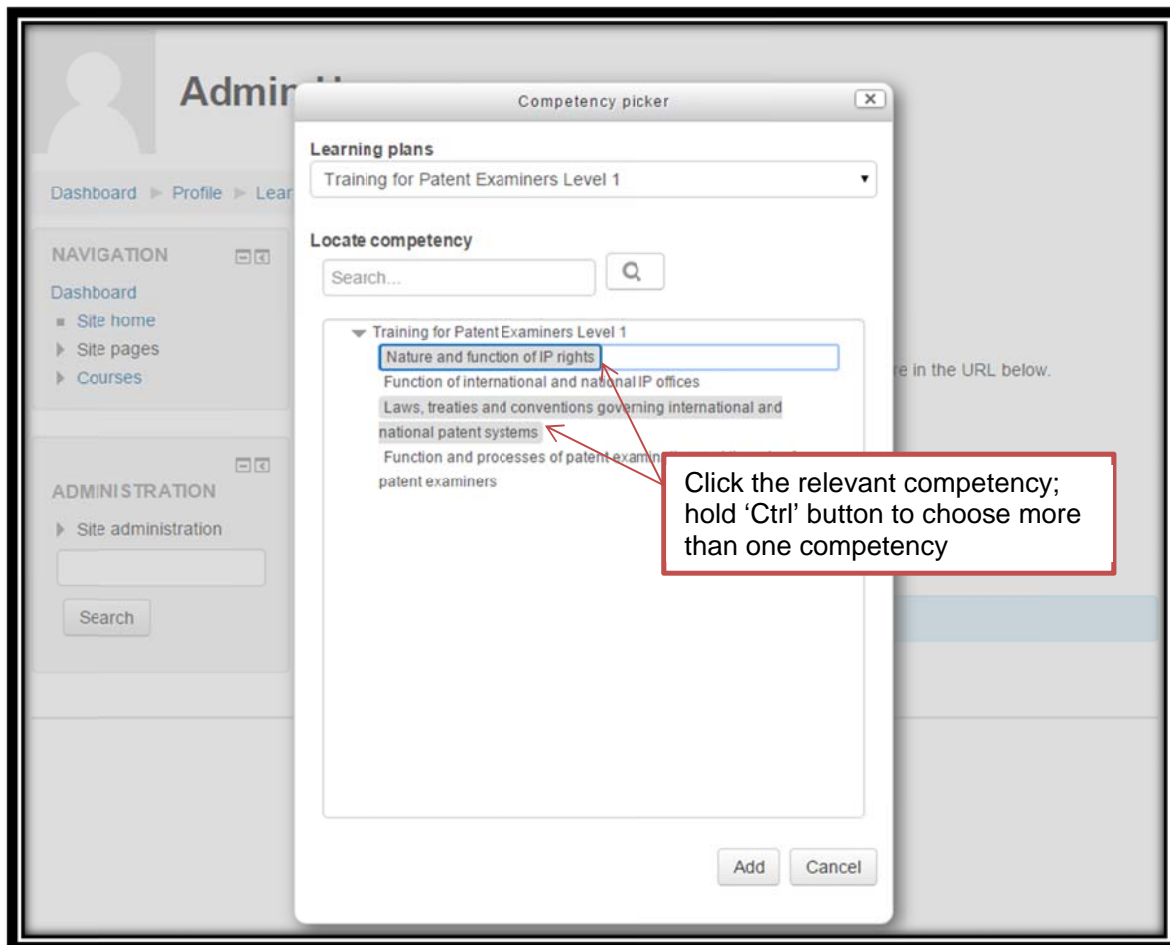 Admin
Competency picker
Learning plans
Training for Patent Examiners Level 1
Dashboard Profile Lear
Locate competency
NAVIGATION
Search...
Dashboard
Site home
Site pages
Courses
Training for Patent Examiners Level 1
Nature and function of IP rights
Function of international and national IP offices
re in the URL below.
Laws, treaties and conventions governing international and
national patent systems
Function and processes of patent
patent examiners
Click the relevant competency;
hold ‘Ctrl’ button to choose more
than one competency
ADMINISTRATION
Site administration
Search
Add
Cancel